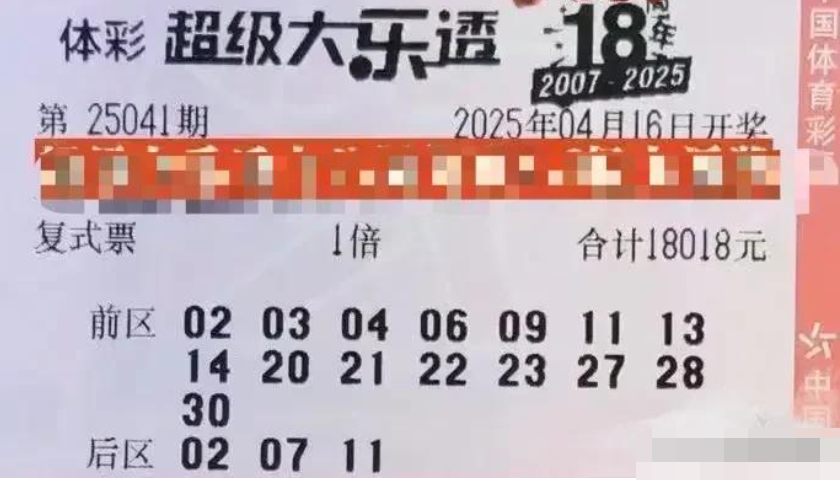 体彩 超级大乐透 18周年
2007-2025
第 25041期 2025年04月16日开奖
复式票 1倍 合计18018元
前区 02 03 04 06 09 11 13
14 20 21 22 23 27 28
30
后区 02 07 11
国体育彩
中国